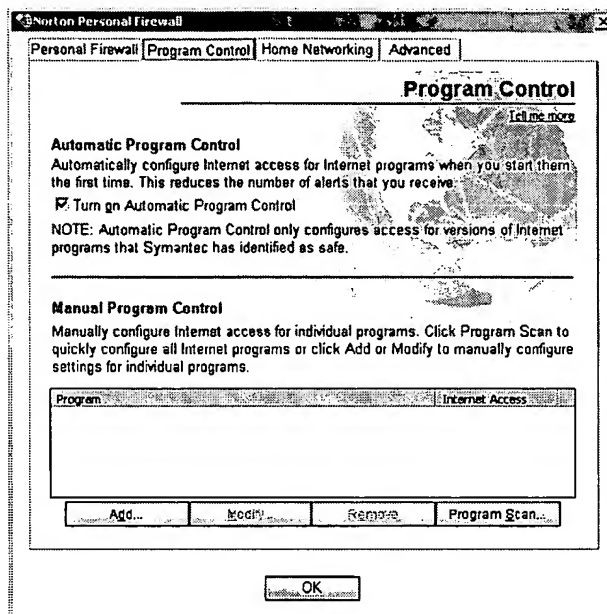 Norton Personal Firewall
Personal Firewall Program Control Home Networking Advanced
Program Control
Tell me more
Automatic Program Control
Automatically configure Internet access for Internet programs when you start them
the first time. This reduces the number of alerts that you receive.
Turn on Automatic Program Control
NOTE: Automatic Program Control only configures access for versions of Internet
programs that Symantec has identified as safe.
Manual Program Control
Manually configure Internet access for individual programs. Click Program Scan to
quickly configure all Internet programs or click Add or Modify to manually configure
settings for individual programs.
Program Internet Access
Add... Modify... Remove Program Scan...
OK